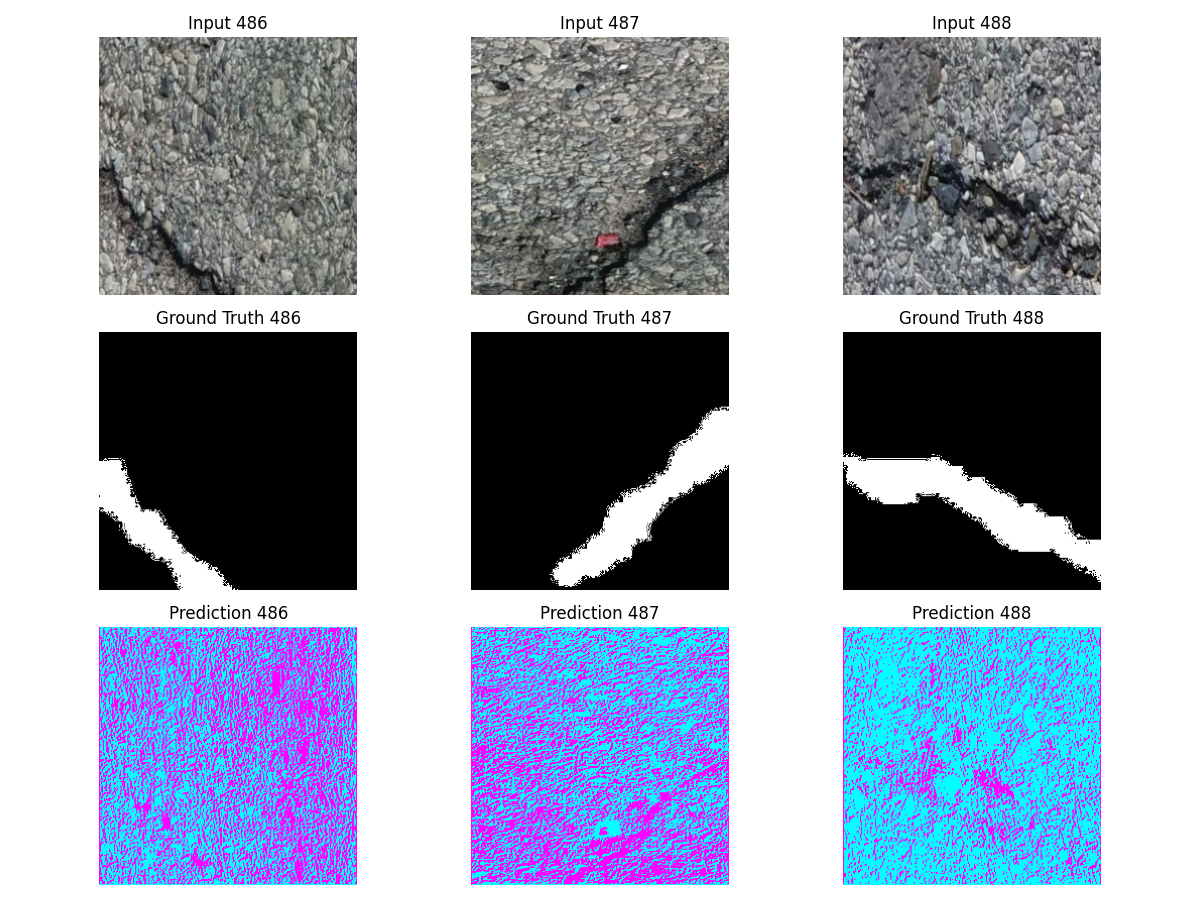 Input 486
Input 487
Input 488
Ground Truth 486
Ground Truth 487
Ground Truth 488
Prediction 486
Prediction 487
Prediction 488